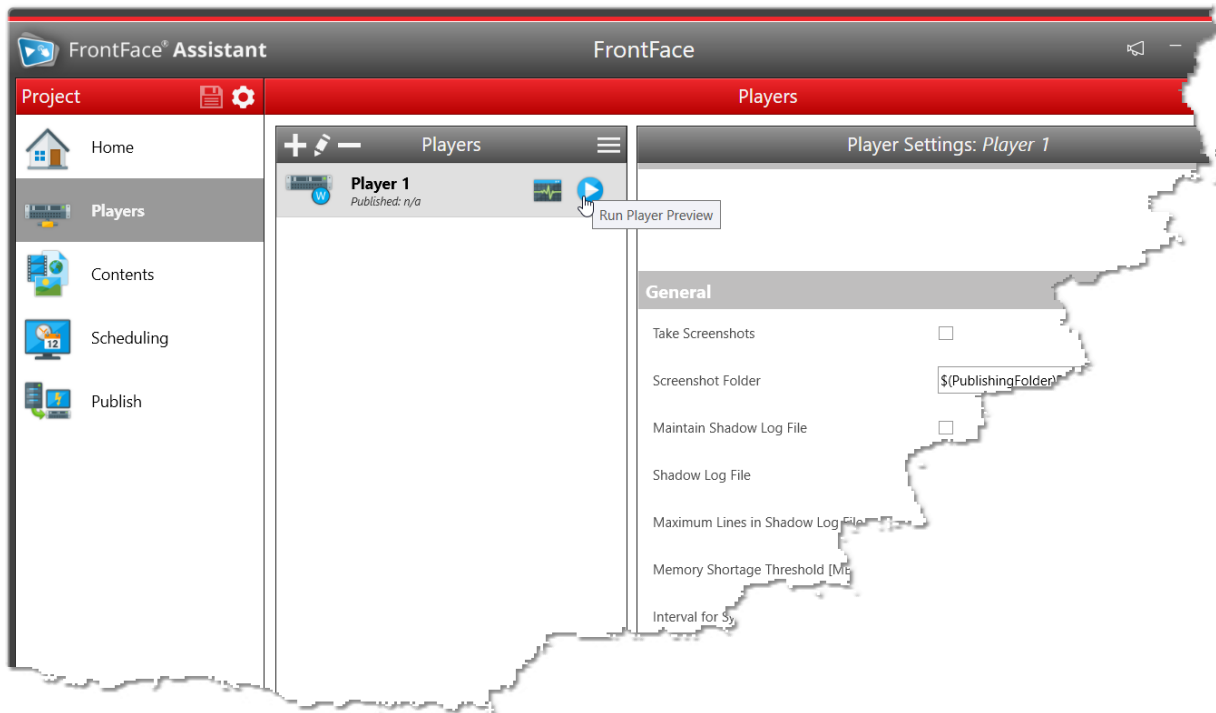 FrontFace® Assistant
FrontFace
Project
Players
Home
Players
Contents
Scheduling
12
Publish
Players
Player 1
W
Published: n/a
Run Player Preview
Player Settings: Player 1
General
Take Screenshots
Screenshot Folder
$(PublishingFolder)
Maintain Shadow Log File
Shadow Log File
Maximum Lines in Shadow Log File
Memory Shortage Threshold
Interval for